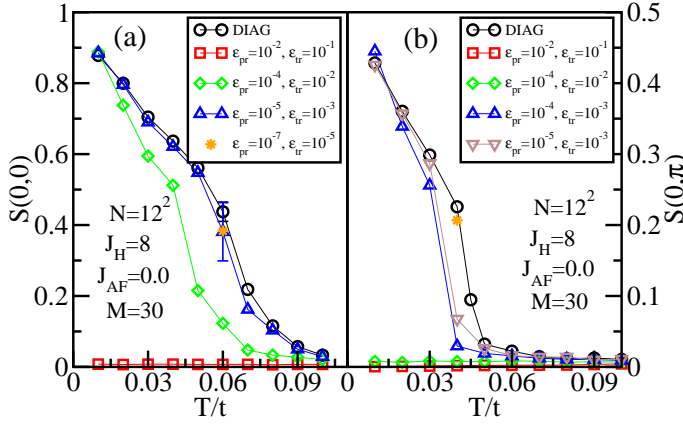 (a)
DIAG
ε_pr=10^-2, ε_tr=10^-1
ε_pr=10^-4, ε_tr=10^-2
ε_pr=10^-5, ε_tr=10^-3
ε_pr=10^-7, ε_tr=10^-5
N=12^2
J_H=8
J_AF=0.0
M=30
S(0,0)
1
0.8
0.6
0.4
0.2
0
0.03
0.06
0.09
T/t
(b)
DIAG
ε_pr=10^-2, ε_tr=10^-1
ε_pr=10^-4, ε_tr=10^-2
ε_pr=10^-4, ε_tr=10^-3
ε_pr=10^-5, ε_tr=10^-3
N=12^2
J_H=8
J_AF=0.0
M=30
S(0,π)
0.5
0.4
0.3
0.2
0.1
0
0.03
0.06
0.09
T/t